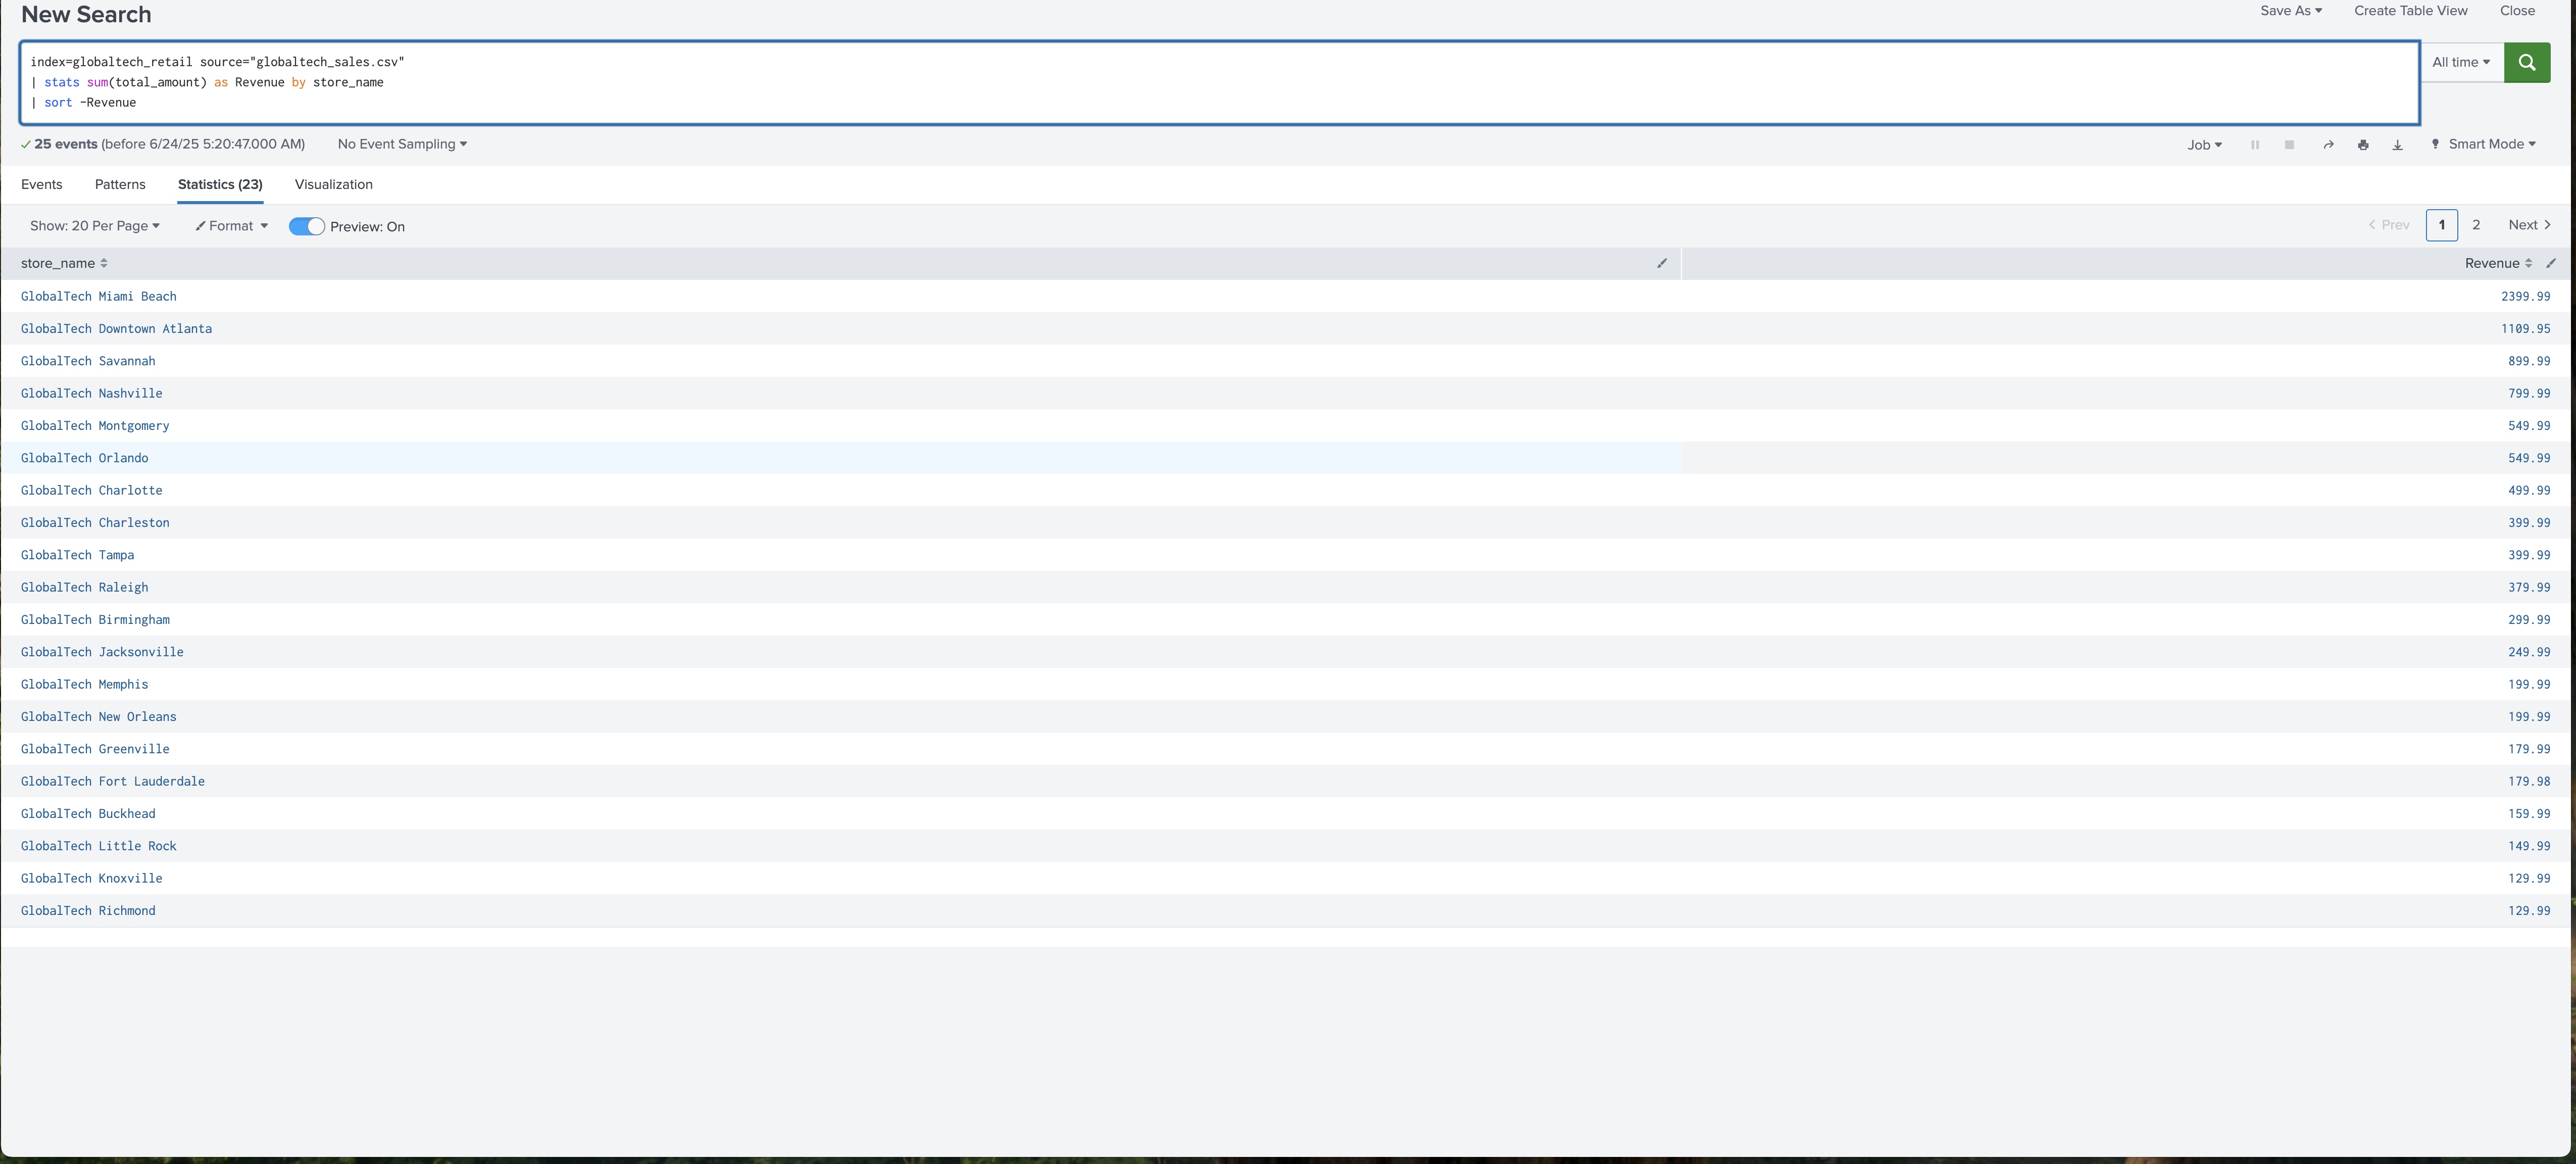 New Search
Save As Create Table View Close
index=globaltech_retail source="globaltech_sales.csv"
| stats sum(total_amount) as Revenue by store_name
| sort -Revenue
All time
25 events (before 6/24/25 5:20:47.000 AM) No Event Sampling
Job Smart Mode
Events Patterns Statistics (23) Visualization
Show: 20 Per Page Format Preview: On
Prev 1 2 Next
store_name Revenue
GlobalTech Miami Beach 2399.99
GlobalTech Downtown Atlanta 1109.95
GlobalTech Savannah 899.99
GlobalTech Nashville 799.99
GlobalTech Montgomery 549.99
GlobalTech Orlando 549.99
GlobalTech Charlotte 499.99
GlobalTech Charleston 399.99
GlobalTech Tampa 399.99
GlobalTech Raleigh 379.99
GlobalTech Birmingham 299.99
GlobalTech Jacksonville 249.99
GlobalTech Memphis 199.99
GlobalTech New Orleans 199.99
GlobalTech Greenville 179.99
GlobalTech Fort Lauderdale 179.98
GlobalTech Buckhead 159.99
GlobalTech Little Rock 149.99
GlobalTech Knoxville 129.99
GlobalTech Richmond 129.99